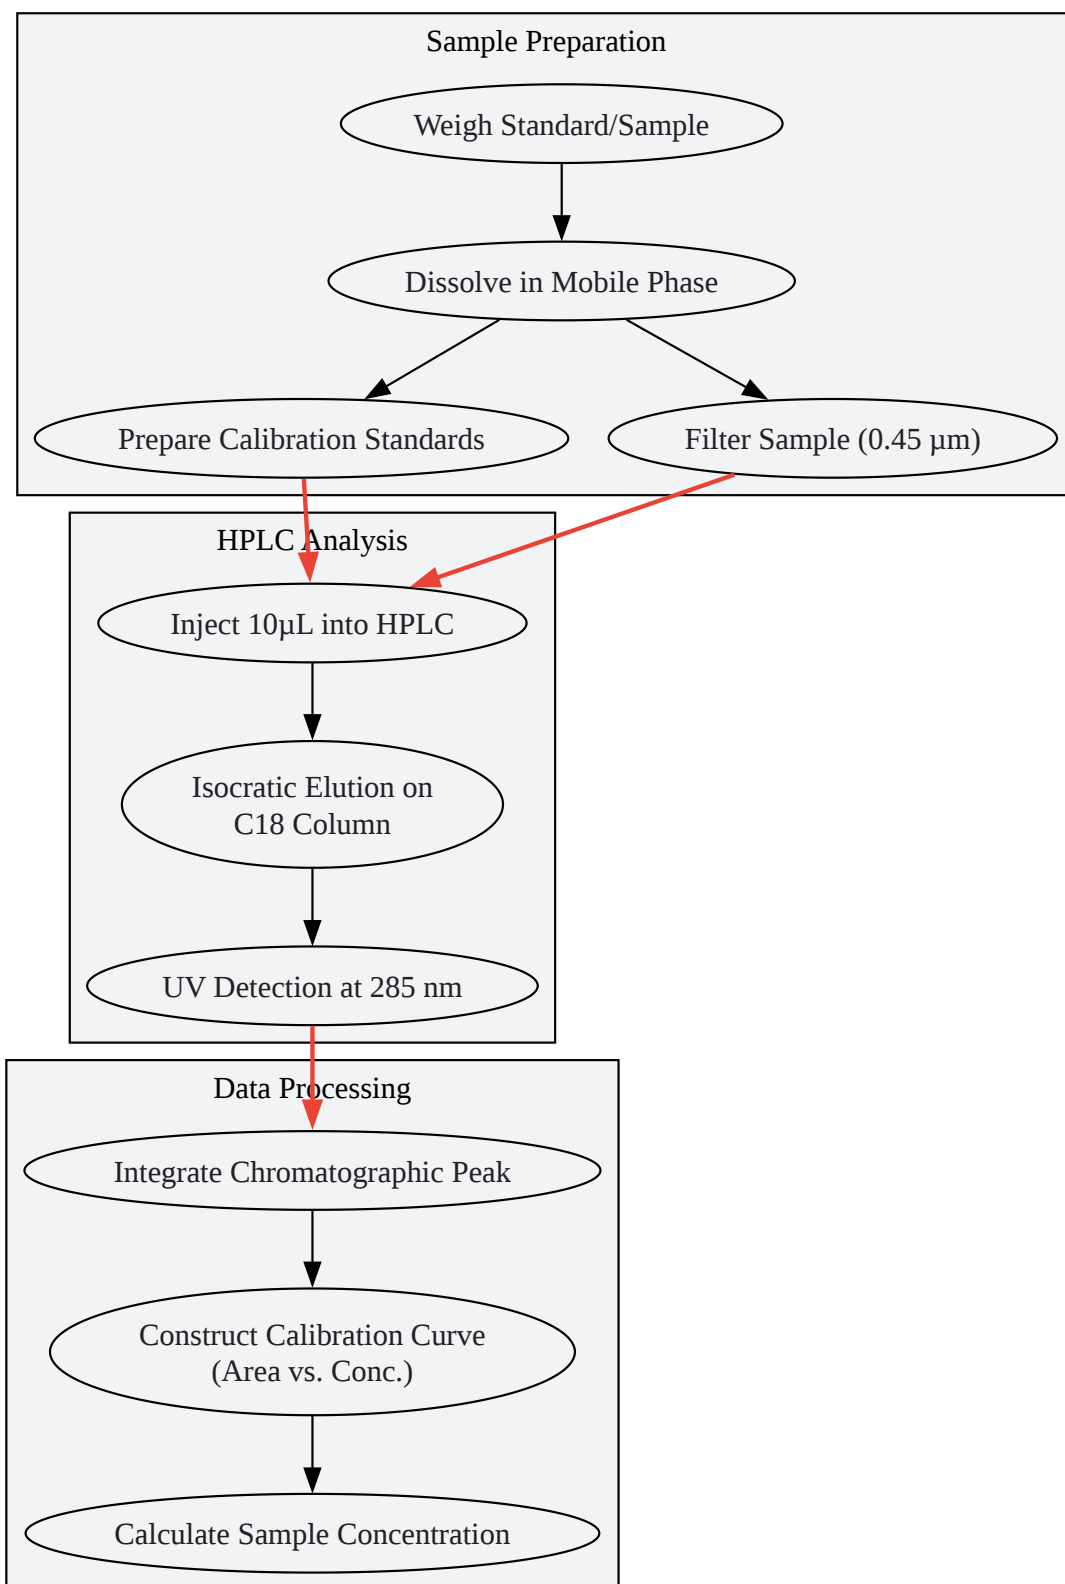 Sample Preparation
Weigh Standard/Sample
Dissolve in Mobile Phase
Prepare Calibration Standards
Filter Sample (0.45 µm)
HPLC Analysis
Inject 10µL into HPLC
Isocratic Elution on
C18 Column
UV Detection at 285 nm
Data Processing
Integrate Chromatographic Peak
Construct Calibration Curve
(Area vs. Conc.)
Calculate Sample Concentration